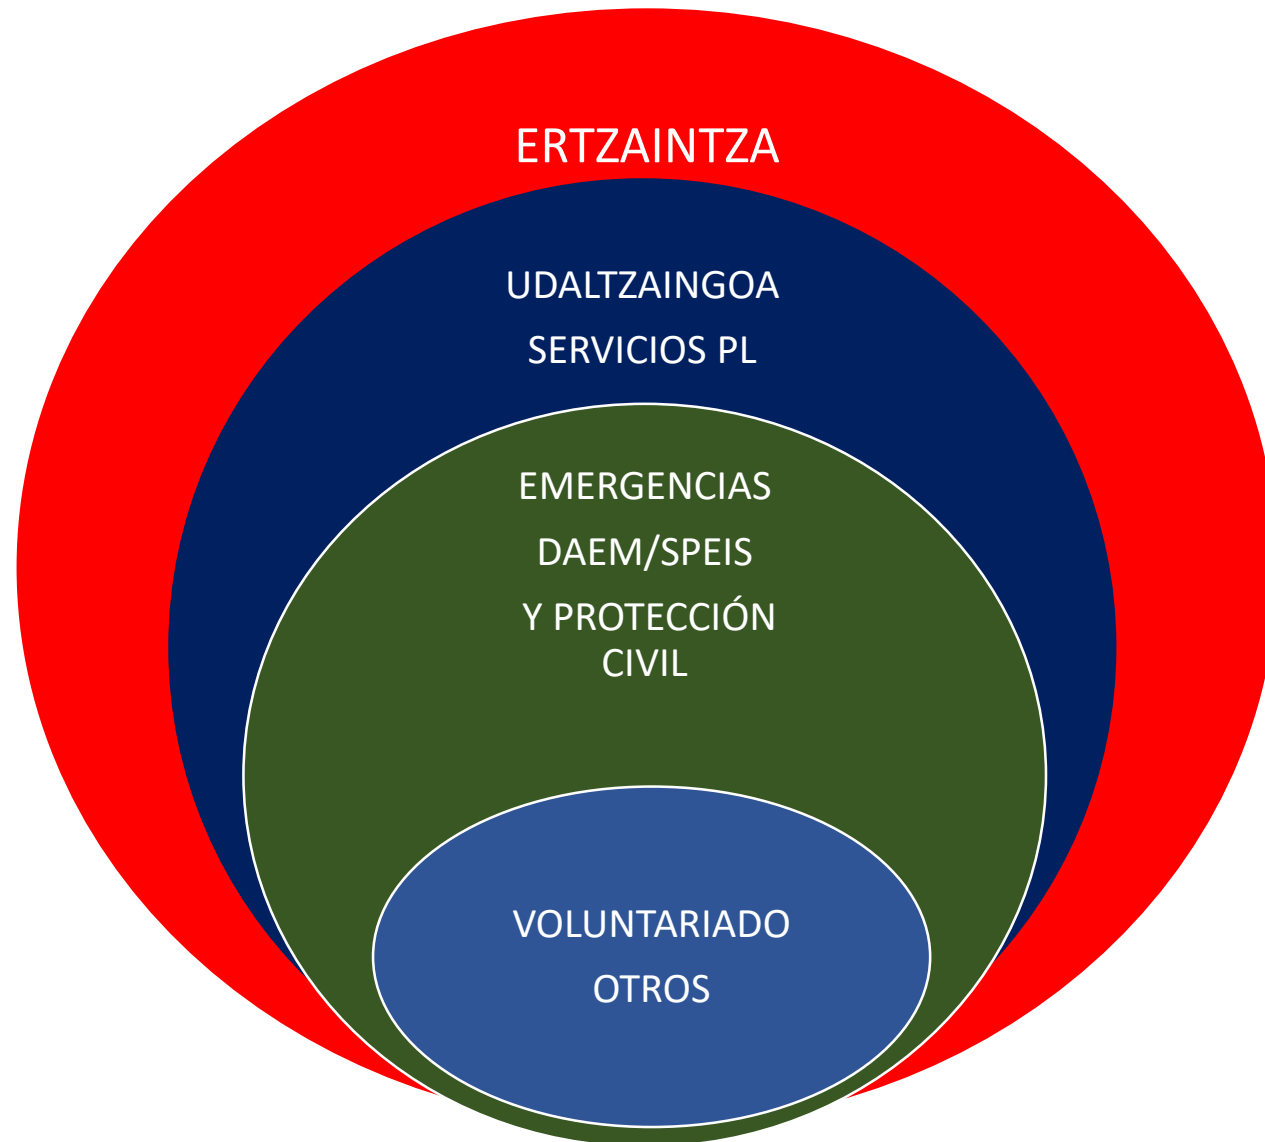 ERTZAINTZA
UDALTZAINGOA
SERVICIOS PL
EMERGENCIAS
DAEM/SPEIS
Y PROTECCIÓN
CIVIL
VOLUNTARIADO
OTROS